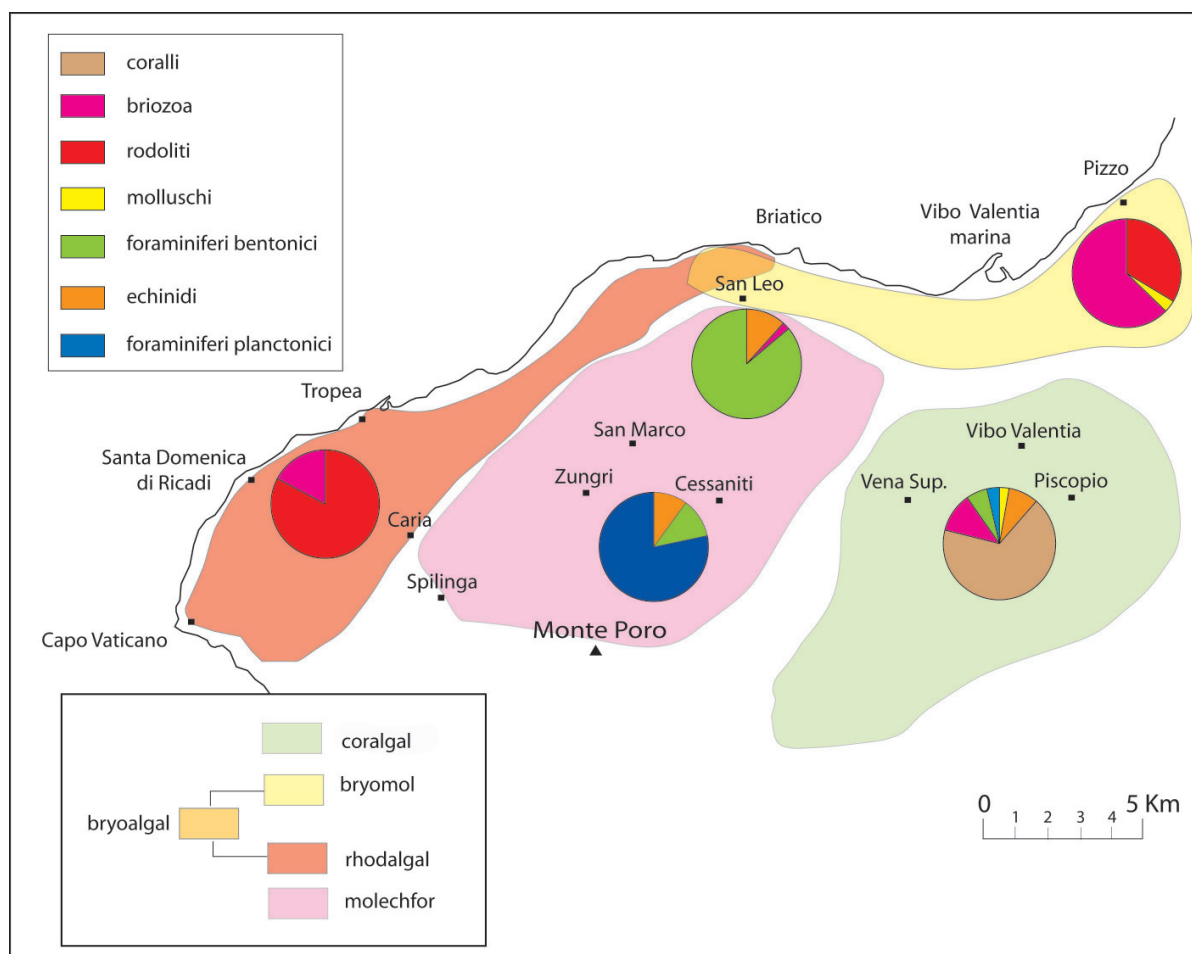 coralli
briozoa
rodoliti
molluschi
foraminiferi bentonici
echinidi
foraminiferi planctonici
Pizzo
Vibo Valentia
marina
Briatico
San Leo
Tropea
Santa Domenica
di Ricadi
San Marco
Vibo Valentia
Zungri
Cessaniti
Vena Sup.
Piscopio
Caria
Spilinga
Capo Vaticano
Monte Poro
coralgal
bryomol
bryoalgal
rhodalgal
molechfor
0 5 Km
1 2 3 4